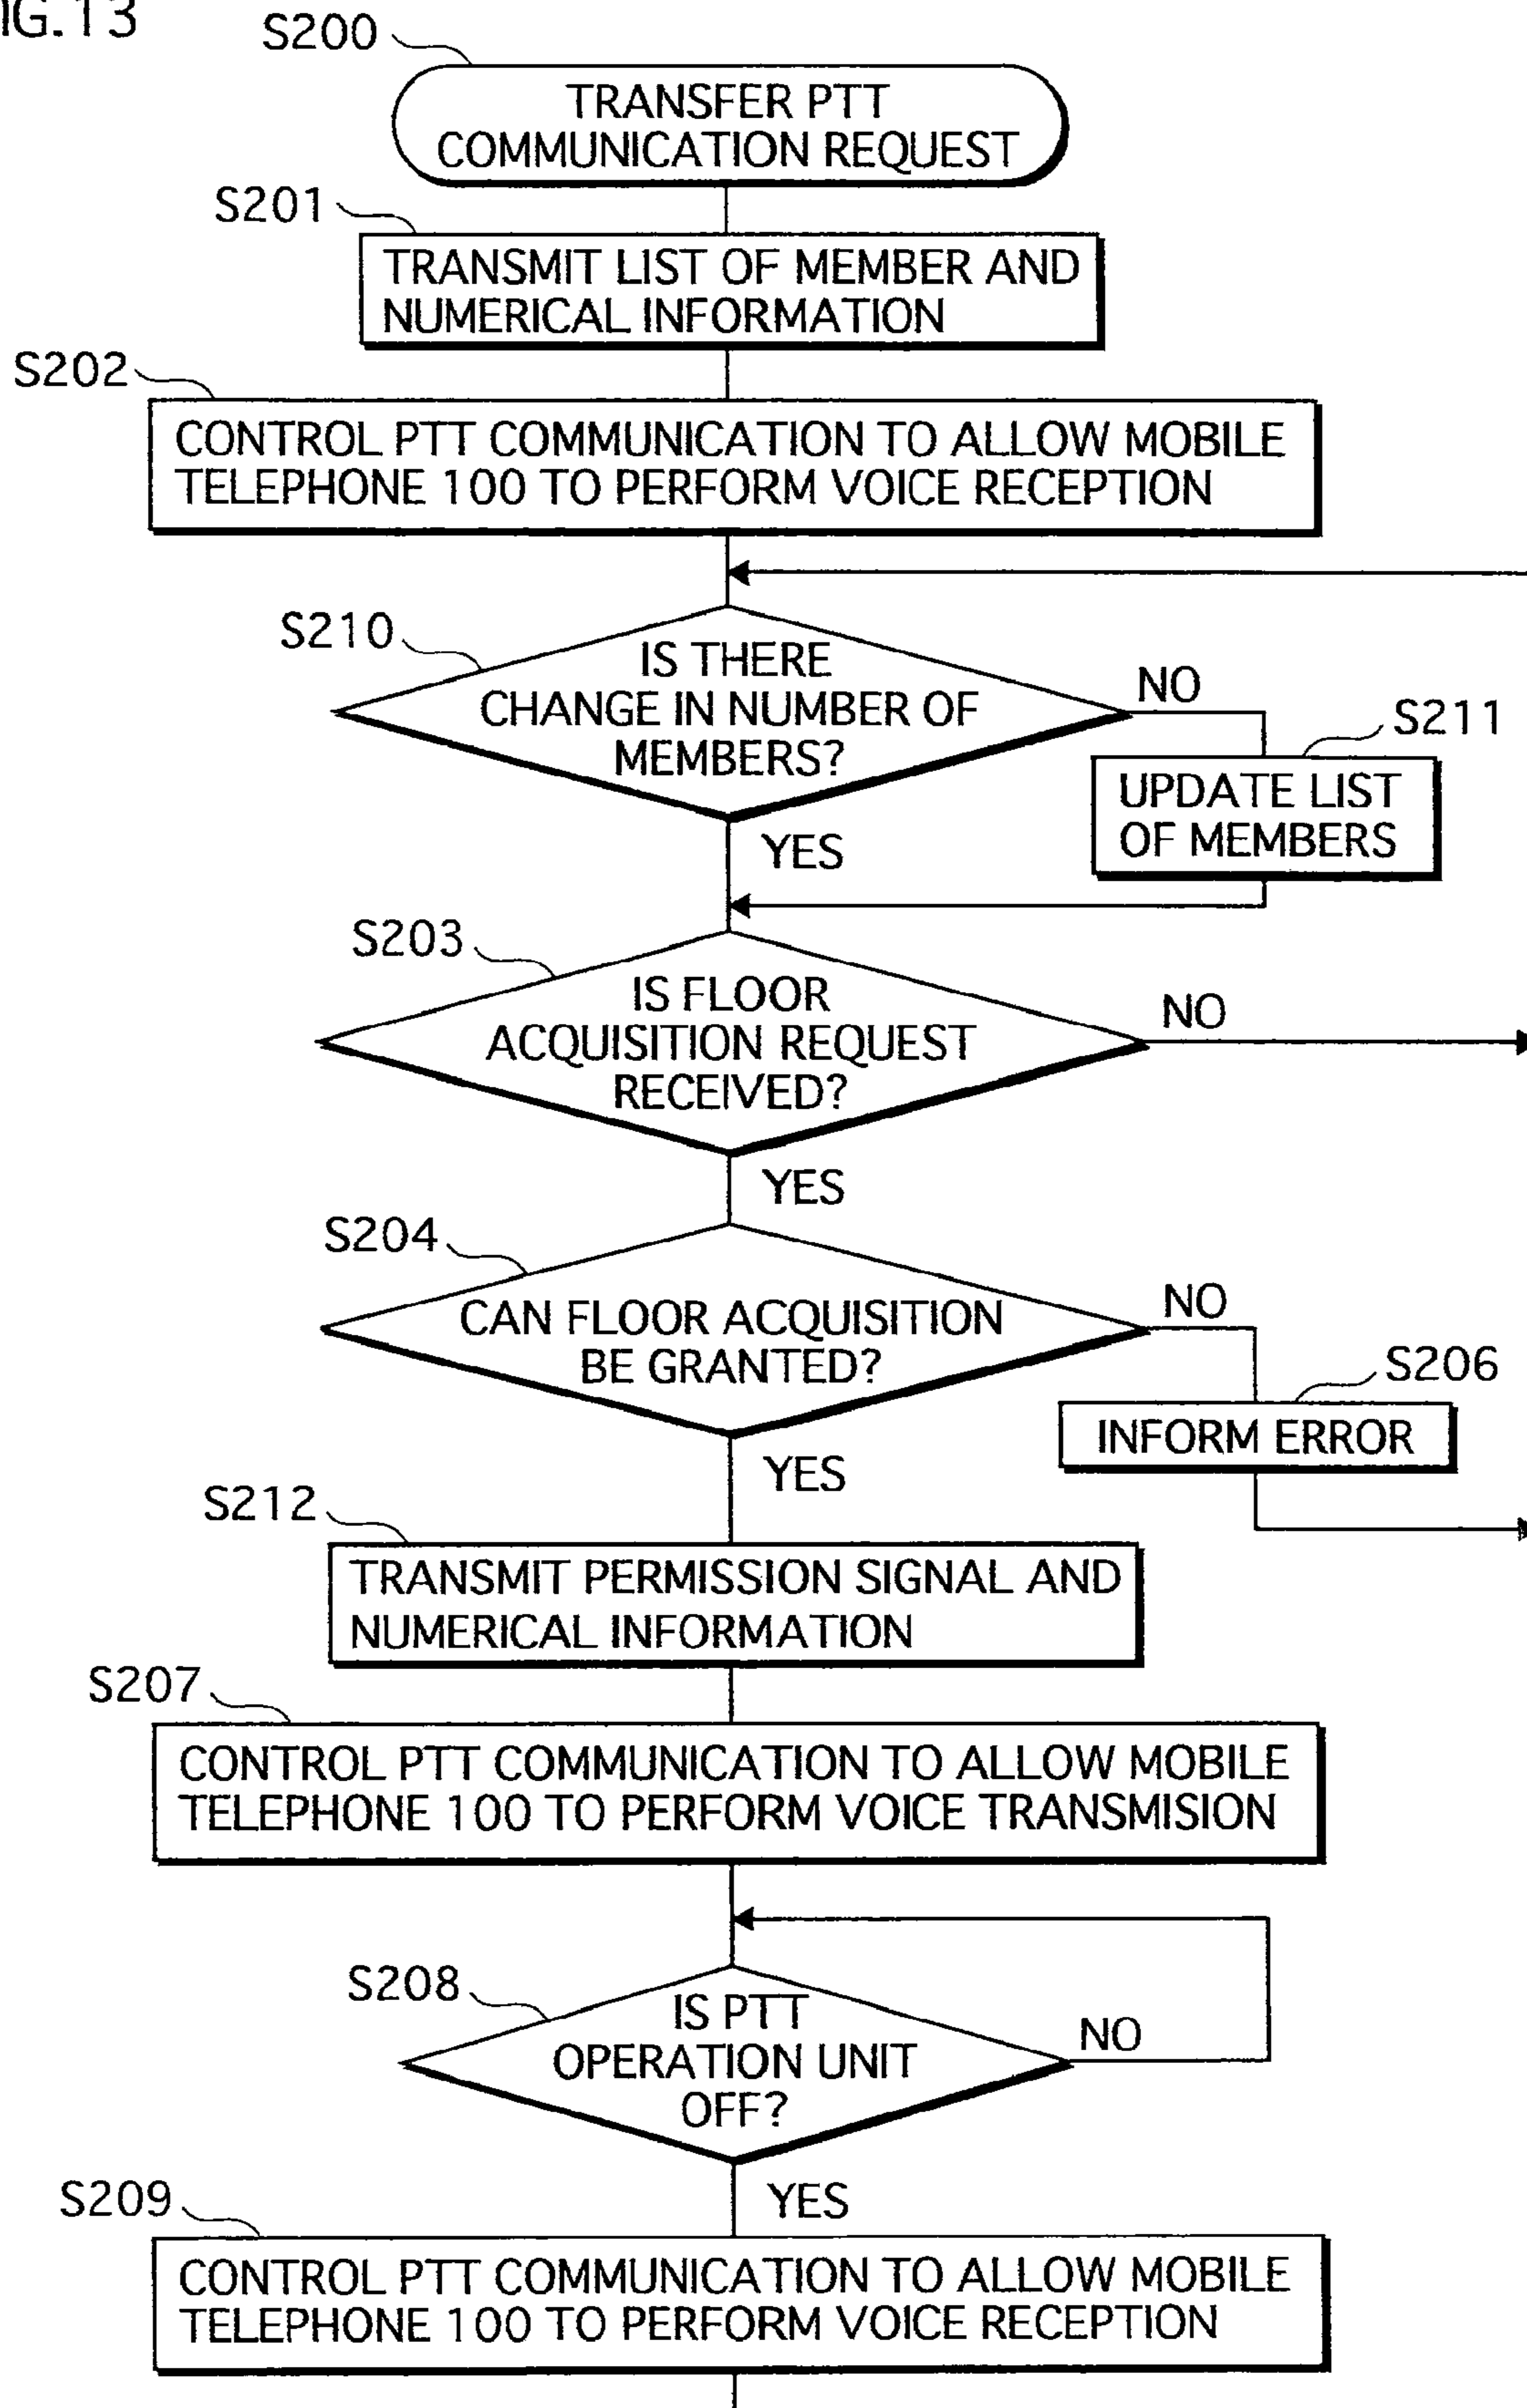 IG.13
S200
TRANSFER PTT
COMMUNICATION REQUEST
S201
TRANSMIT LIST OF MEMBER AND
NUMERICAL INFORMATION
S202
CONTROL PTT COMMUNICATION TO ALLOW MOBILE
TELEPHONE 100 TO PERFORM VOICE RECEPTION
S210
IS THERE
CHANGE IN NUMBER OF
MEMBERS?
NO
S211
UPDATE LIST
OF MEMBERS
YES
S203
IS FLOOR
ACQUISITION REQUEST
RECEIVED?
NO
YES
S204
CAN FLOOR ACQUISITION
BE GRANTED?
NO
S206
INFORM ERROR
YES
S212
TRANSMIT PERMISSION SIGNAL AND
NUMERICAL INFORMATION
S207
CONTROL PTT COMMUNICATION TO ALLOW MOBILE
TELEPHONE 100 TO PERFORM VOICE TRANSMISION
S208
IS PTT
OPERATION UNIT
OFF?
NO
YES
S209
CONTROL PTT COMMUNICATION TO ALLOW MOBILE
TELEPHONE 100 TO PERFORM VOICE RECEPTION